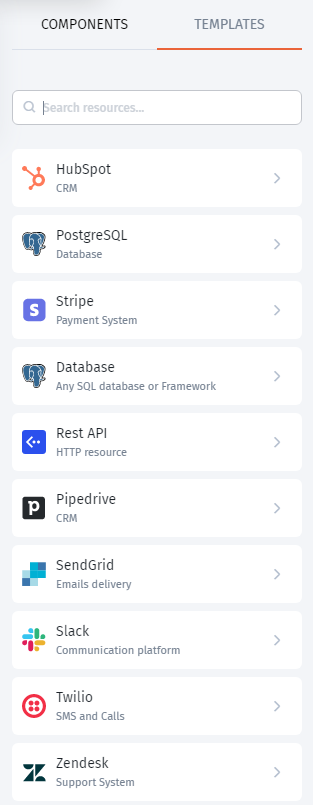 COMPONENTS TEMPLATES
Search resources...
HubSpot
CRM
PostgreSQL
Database
Stripe
Payment System
Database
Any SQL database or Framework
Rest API
HTTP resource
Pipedrive
CRM
SendGrid
Emails delivery
Slack
Communication platform
Twilio
SMS and Calls
Zendesk
Support System